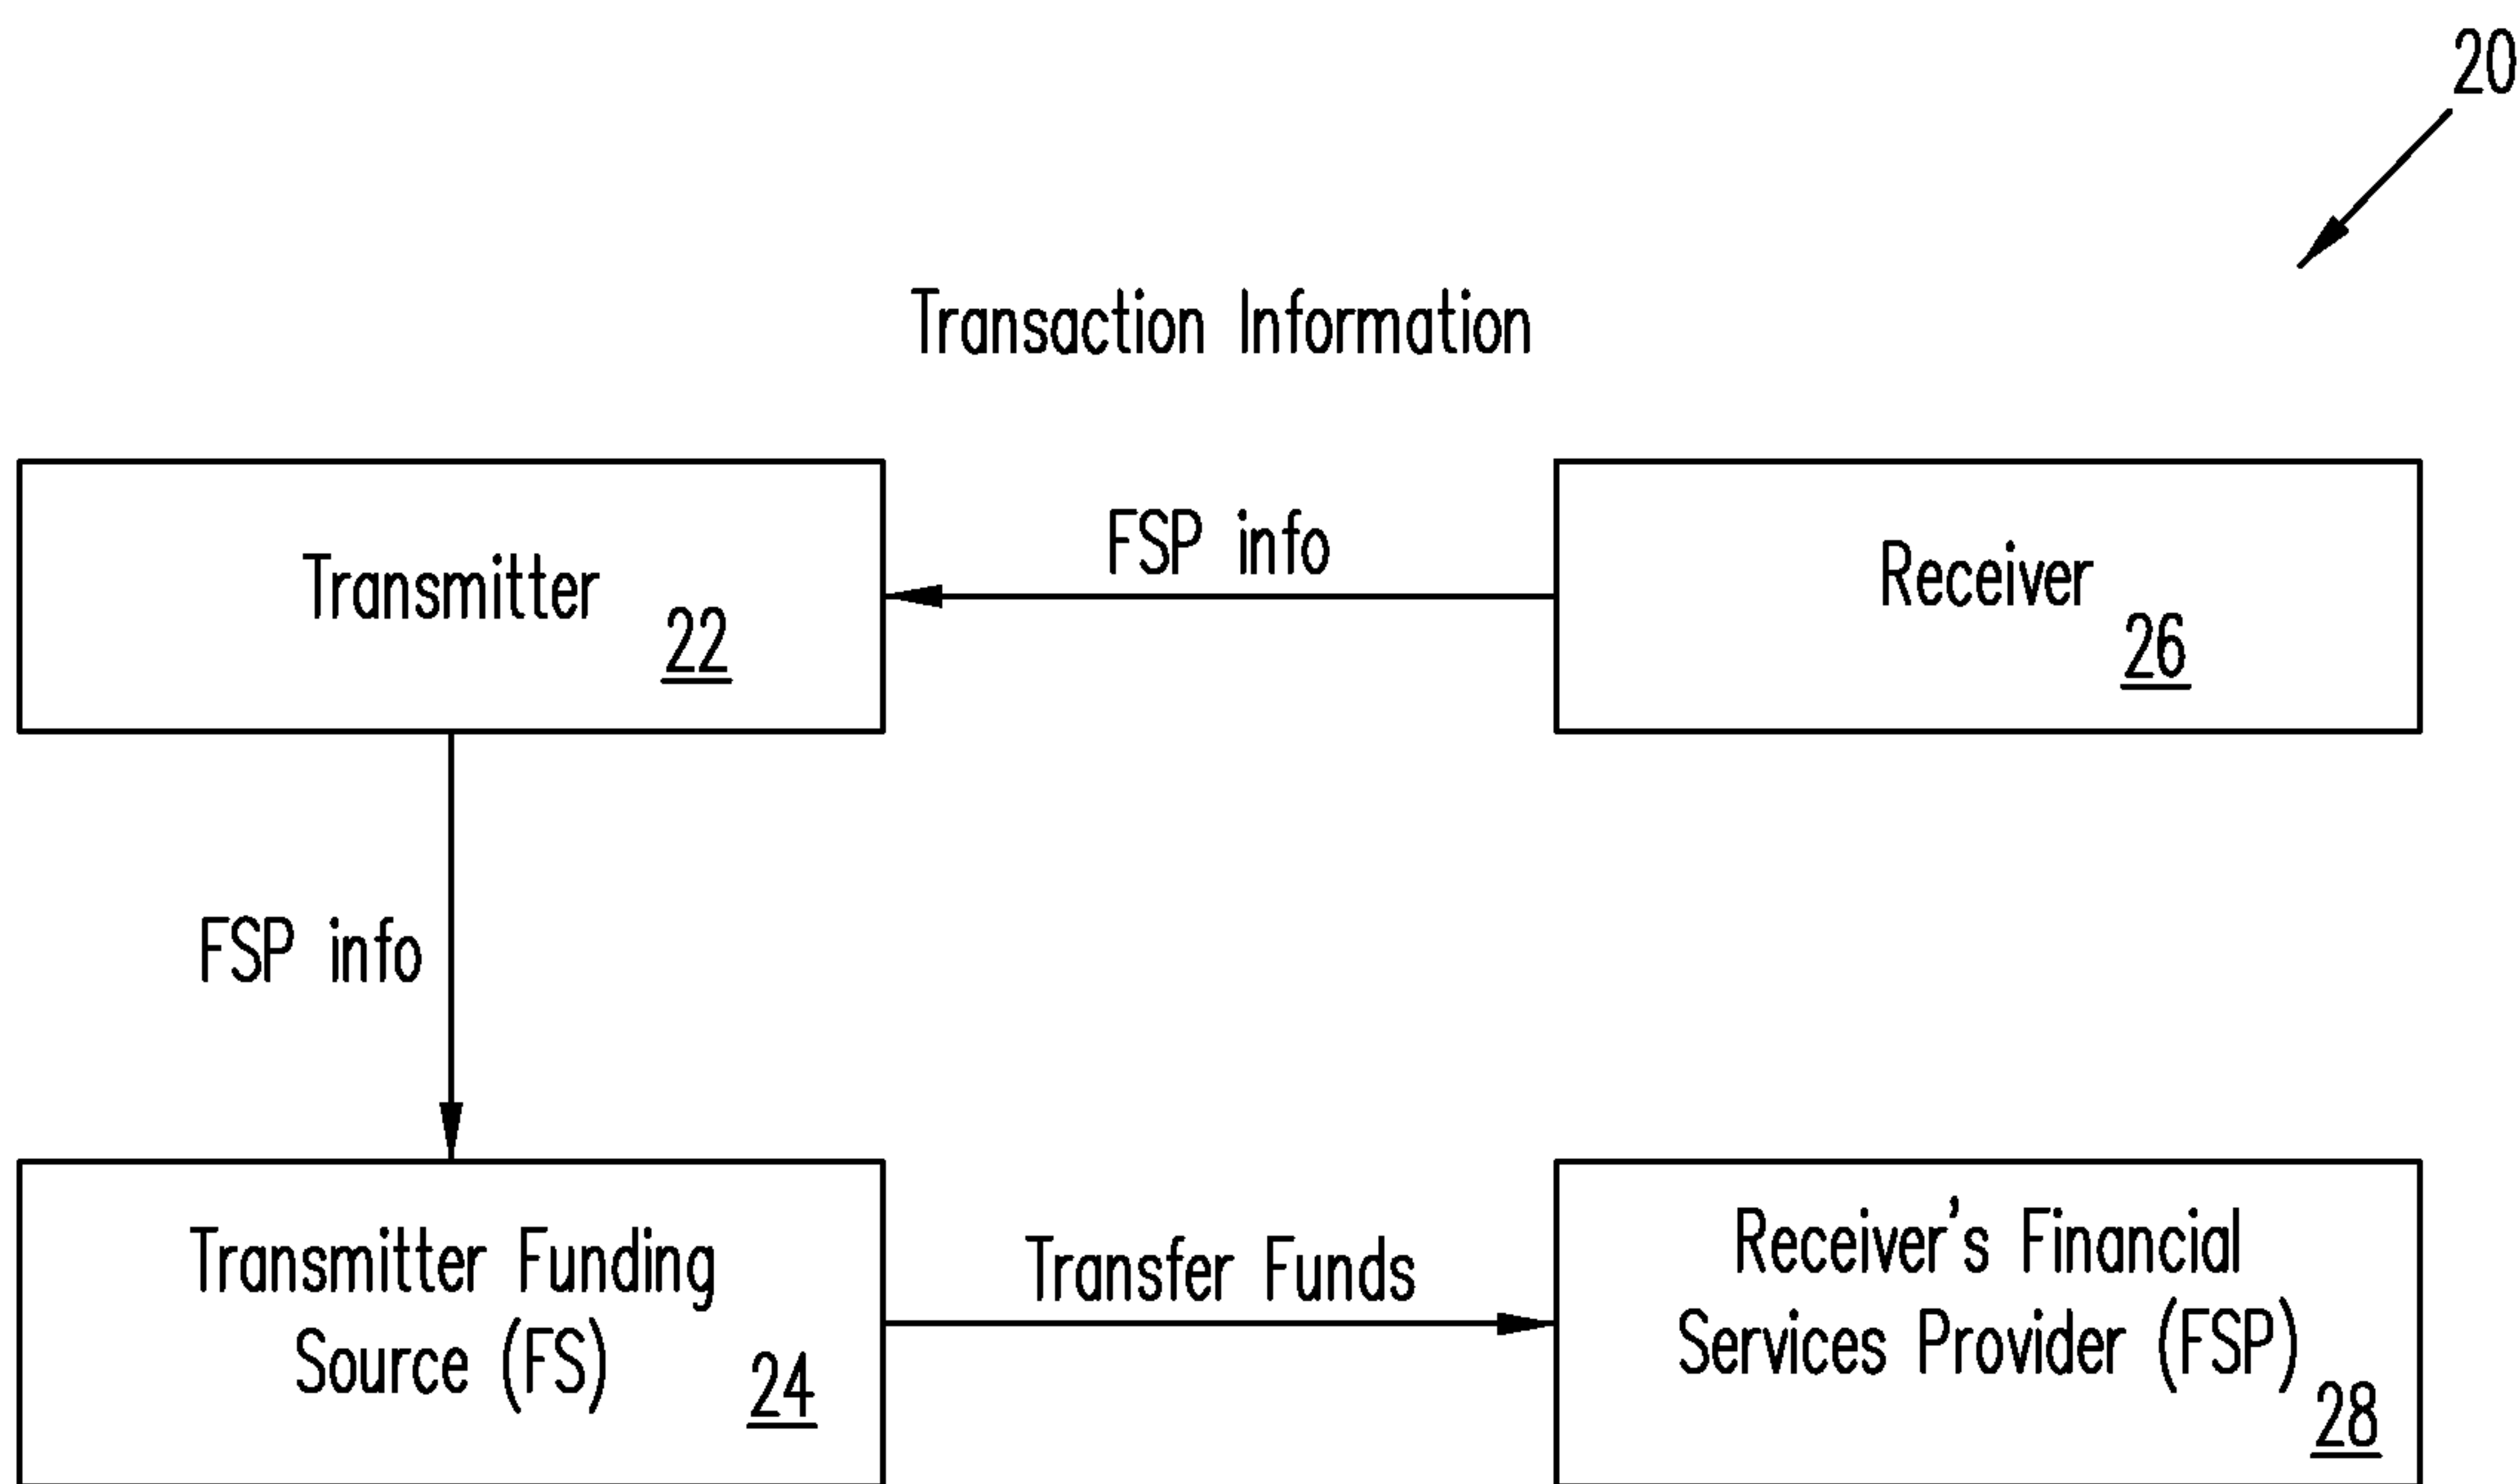 20
Transaction Information
Transmitter
22
FSP info
Receiver
26
FSP info
Transmitter Funding
Source (FS)
24
Transfer Funds
Receiver's Financial
Services Provider (FSP)
28